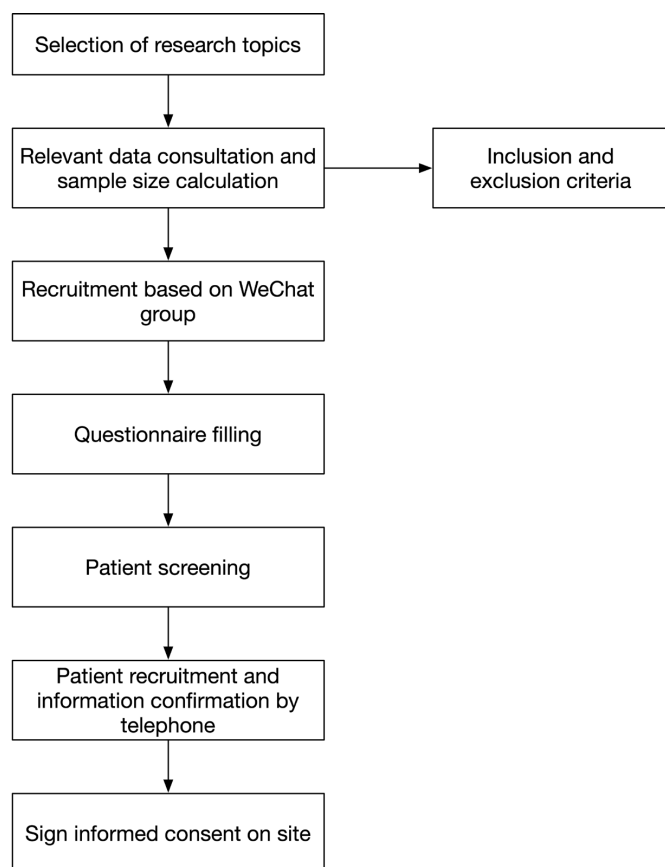 Selection of research topics
Relevant data consultation and
sample size calculation
Inclusion and
exclusion criteria
Recruitment based on WeChat
group
Questionnaire filling
Patient screening
Patient recruitment and
information confirmation by
telephone
Sign informed consent on site